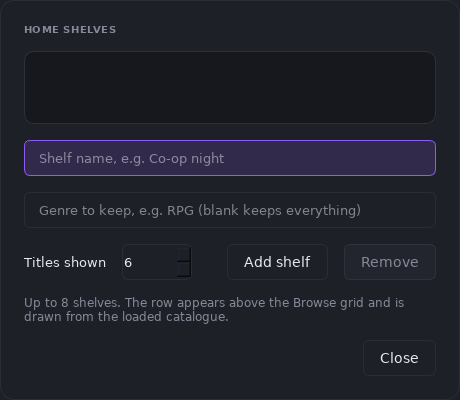 HOME SHELVES
Shelf name, e.g. Co-op night
Genre to keep, e.g. RPG (blank keeps everything)
Titles shown 6 Add shelf Remove
Up to 8 shelves. The row appears above the Browse grid and is
drawn from the loaded catalogue.
Close